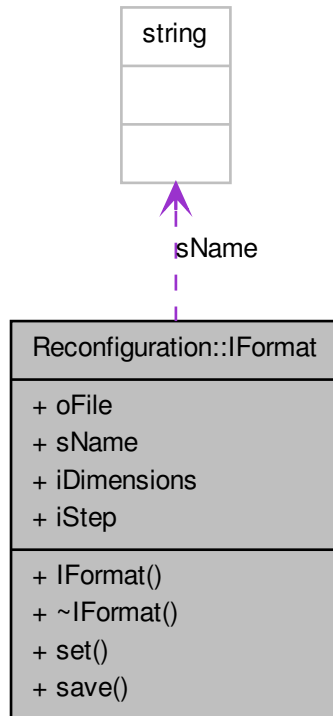 string
sName
Reconfiguration::IFormat
+ oFile
+ sName
+ iDimensions
+ iStep
+ IFormat()
+ ~IFormat()
+ set()
+ save()